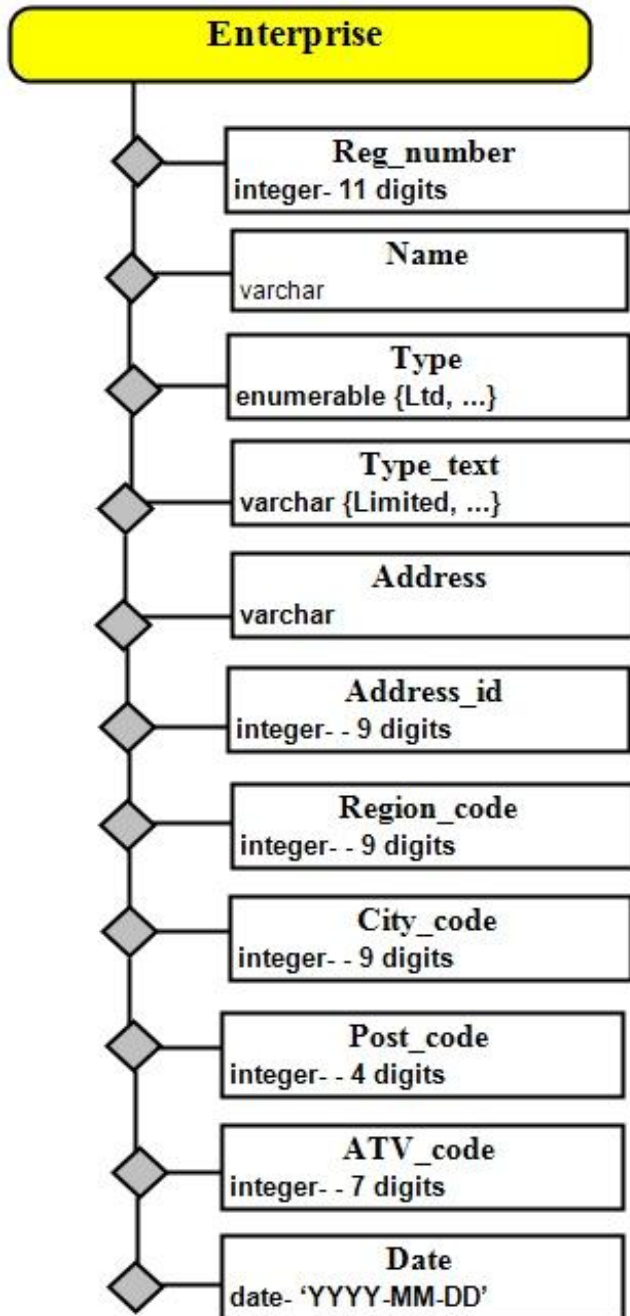 Enterprise
Reg_number
integer- 11 digits
Name
varchar
Type
enumerable {Ltd, ...}
Type_text
varchar {Limited, ...}
Address
varchar
Address_id
integer- - 9 digits
Region_code
integer- - 9 digits
City_code
integer- - 9 digits
Post_code
integer- - 4 digits
ATV_code
integer- - 7 digits
Date
date- ‘YYYY-MM-DD’